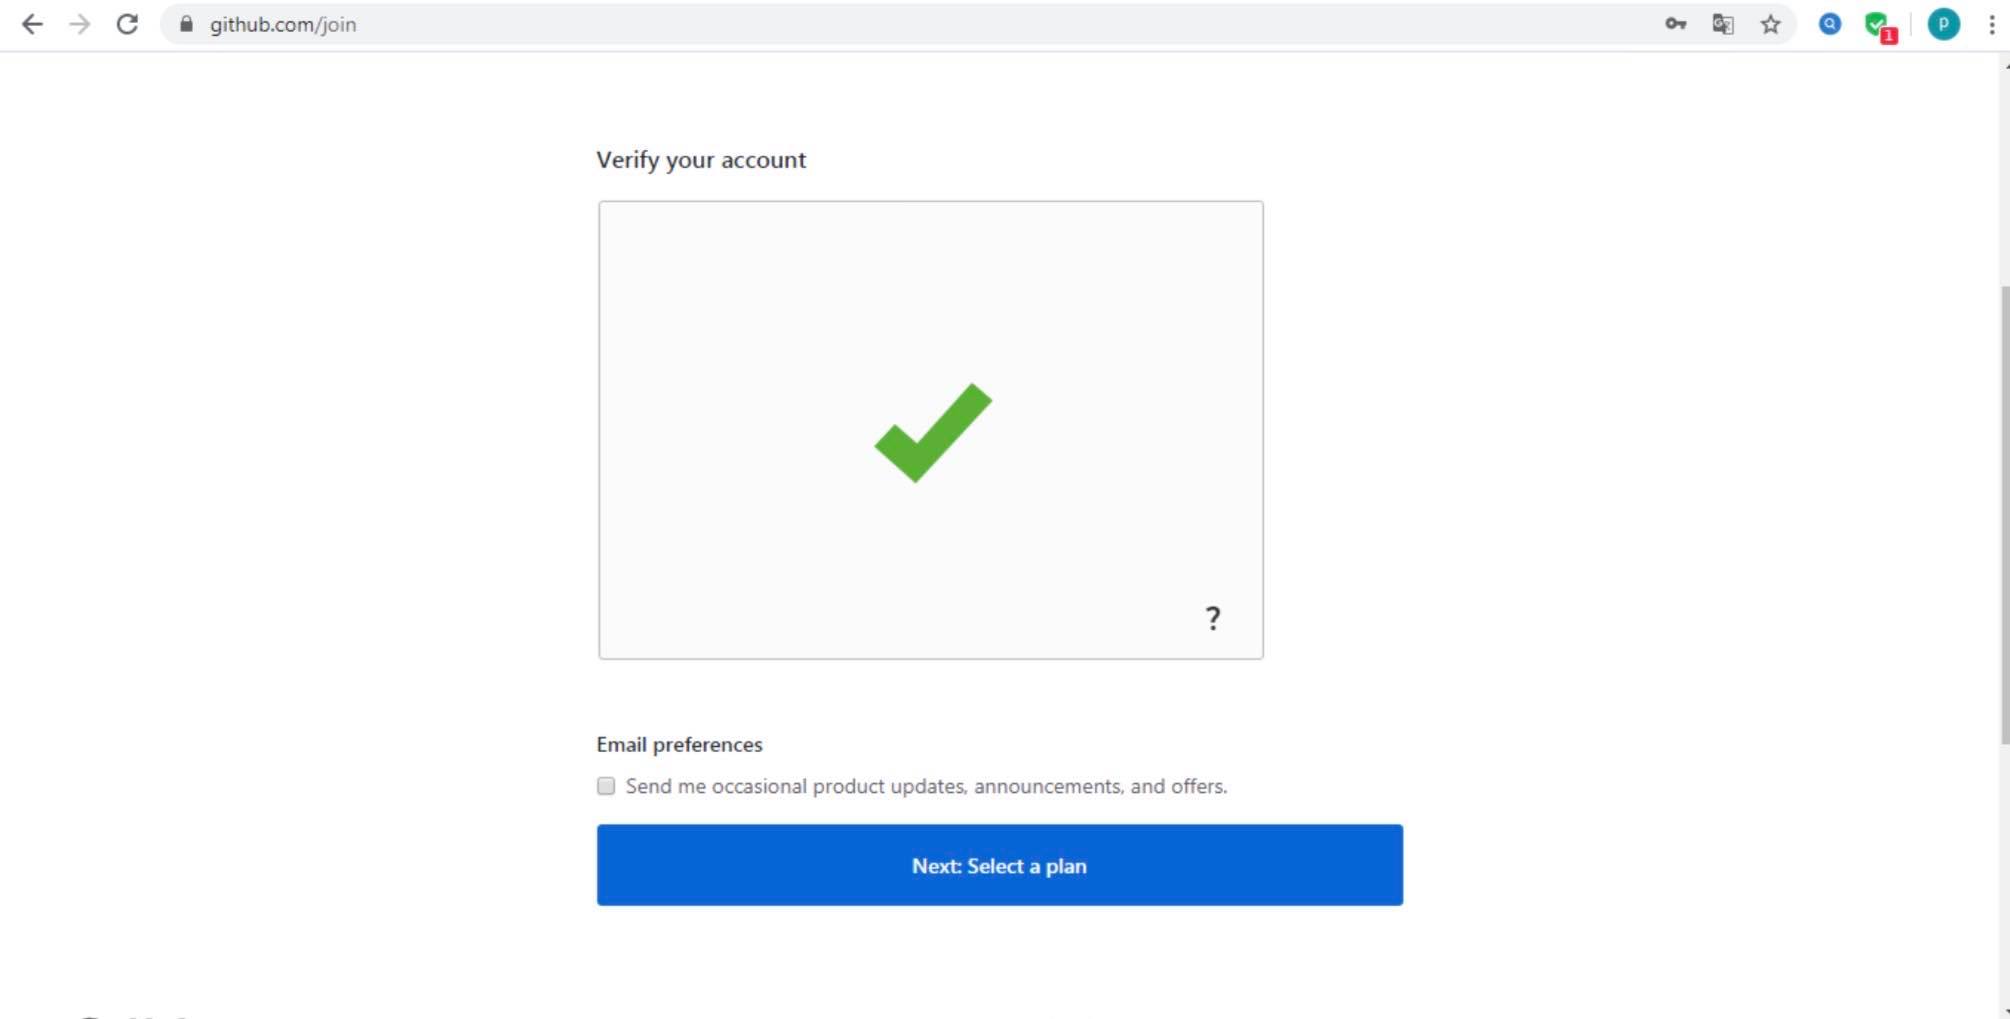 github.com/join
1
p
Verify your account
?
Email preferences
Send me occasional product updates, announcements, and offers.
Next: Select a plan